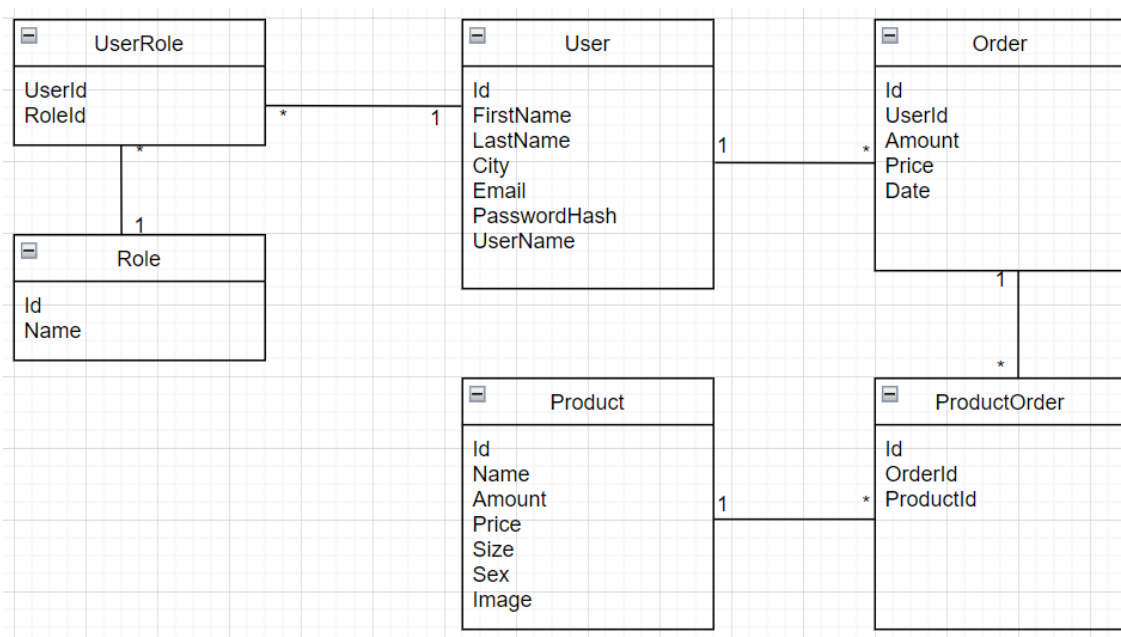 UserRole
UserId
RoleId
*
1
*
1
Role
Id
Name
User
Id
FirstName
LastName
City
Email
PasswordHash
UserName
1
*
Order
Id
UserId
Amount
Price
Date
1
*
Product
Id
Name
Amount
Price
Size
Sex
Image
1
*
ProductOrder
Id
OrderId
ProductId